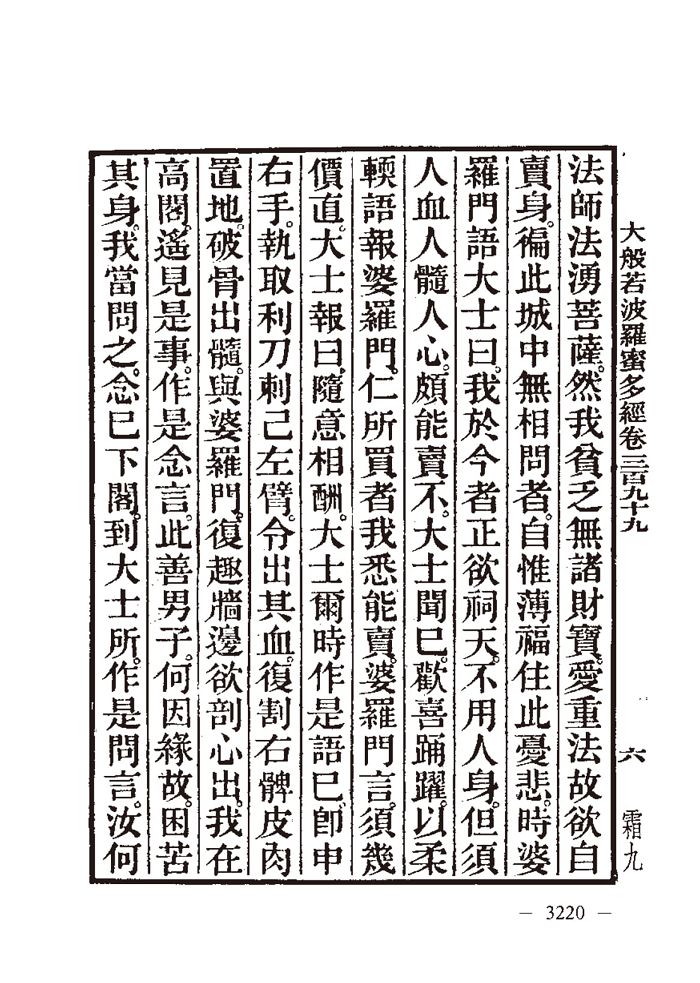 大般若波羅蜜多經卷三百九十九
六
霜九
法師法湧菩薩。然我貧乏無諸財寶。愛重法故欲自
賣身。徧此城中無相問者。自惟薄福住此憂悲。時婆
羅門語大士曰。我於今者正欲祠天。不用人身。但須
人血人髓人心。頗能賣不。大士聞巳。歡喜踊躍。以柔
輭語報婆羅門。仁所買者我悉能賣。婆羅門言。須幾
價直。大士報曰。隨意相酬。大士爾時作是語巳。卽申
右手。執取利刀刺己左臂。令出其血。復割右髀皮肉
置地。破骨出髓。與婆羅門。復趣牆邊欲剖心出。我在
高閣。遙見是事。作是念言。此善男子。何因緣故。困苦
其身。我當問之。念巳下閣。到大士所。作是問言。汝何
— 3220 —